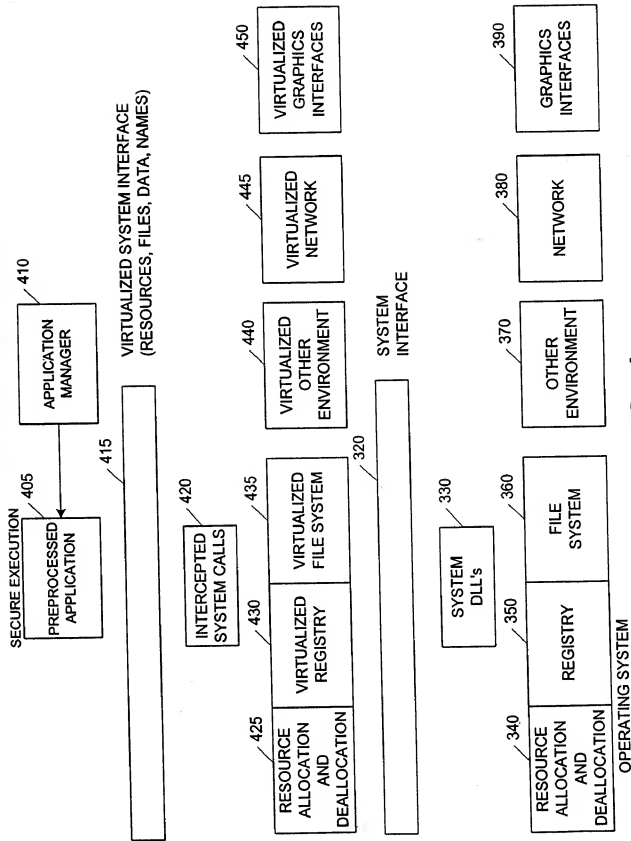 SECURE EXECUTION
405
PREPROCESSED
APPLICATION
410
APPLICATION
MANAGER
415
VIRTUALIZED SYSTEM INTERFACE
(RESOURCES, FILES, DATA, NAMES)
420
INTERCEPTED
SYSTEM CALLS
425
RESOURCE
ALLOCATION
AND
DEALLOCATION
430
VIRTUALIZED
REGISTRY
435
VIRTUALIZED
FILE SYSTEM
440
VIRTUALIZED
OTHER
ENVIRONMENT
445
VIRTUALIZED
NETWORK
450
VIRTUALIZED
GRAPHICS
INTERFACES
320
SYSTEM
INTERFACE
330
SYSTEM
DLL's
340
RESOURCE
ALLOCATION
AND
DEALLOCATION
350
REGISTRY
360
FILE
SYSTEM
370
OTHER
ENVIRONMENT
380
NETWORK
390
GRAPHICS
INTERFACES
OPERATING SYSTEM